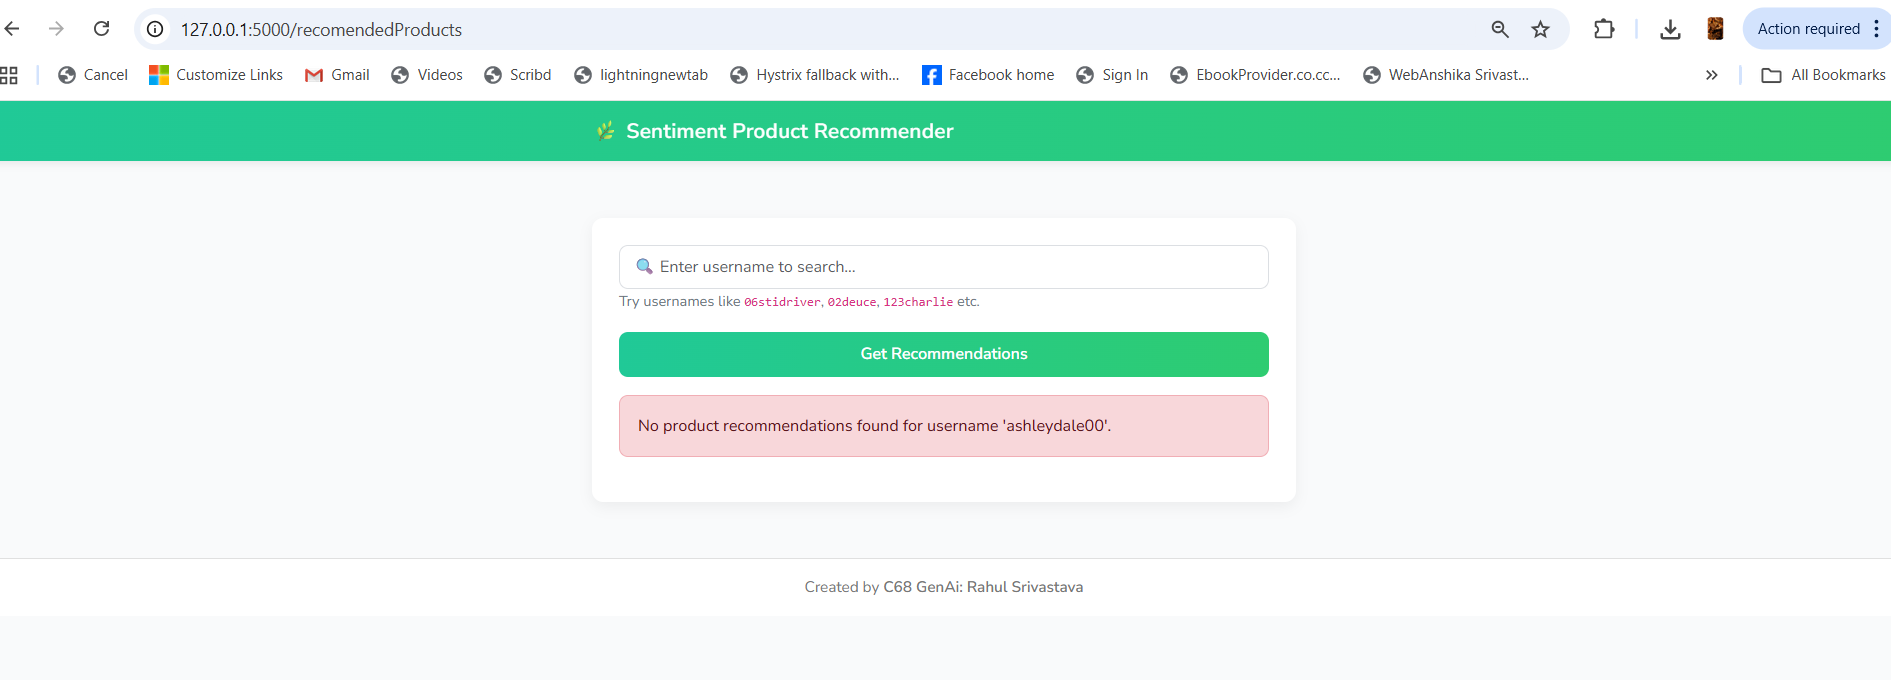 127.0.0.1:5000/recomendedProducts
Action required
Cancel
Customize Links
Gmail
Videos
Scribd
lightningnewtab
Hystrix fallback with...
Facebook home
Sign In
EbookProvider.co.cc...
WebAnshika Srivast...
All Bookmarks
Sentiment Product Recommender
Enter username to search...
Try usernames like 06stidriver, 02deuce, 123charlie etc.
Get Recommendations
No product recommendations found for username 'ashleydale00'.
Created by C68 GenAi: Rahul Srivastava